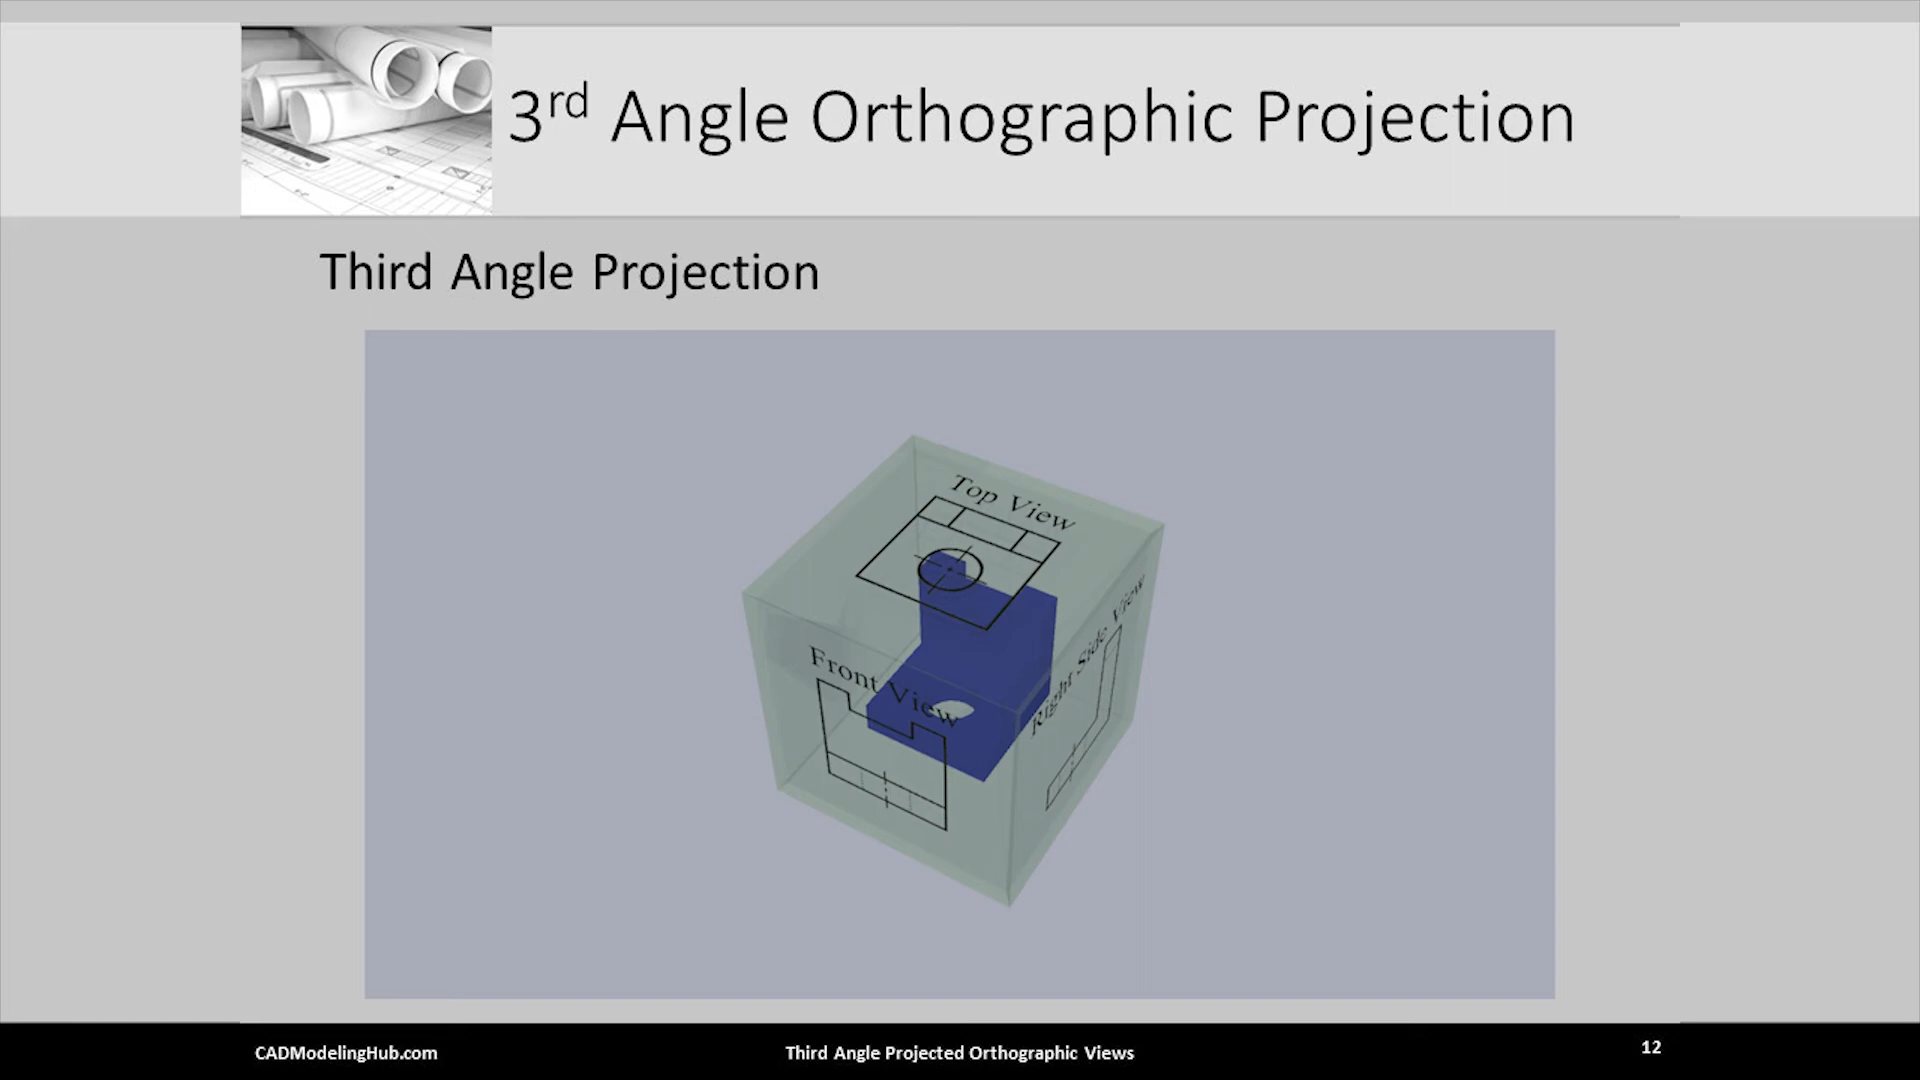 3rd Angle Orthographic Projection
Third Angle Projection
Top View
Front View
Right Side View
CADModelingHub.com
Third Angle Projected Orthographic Views
12